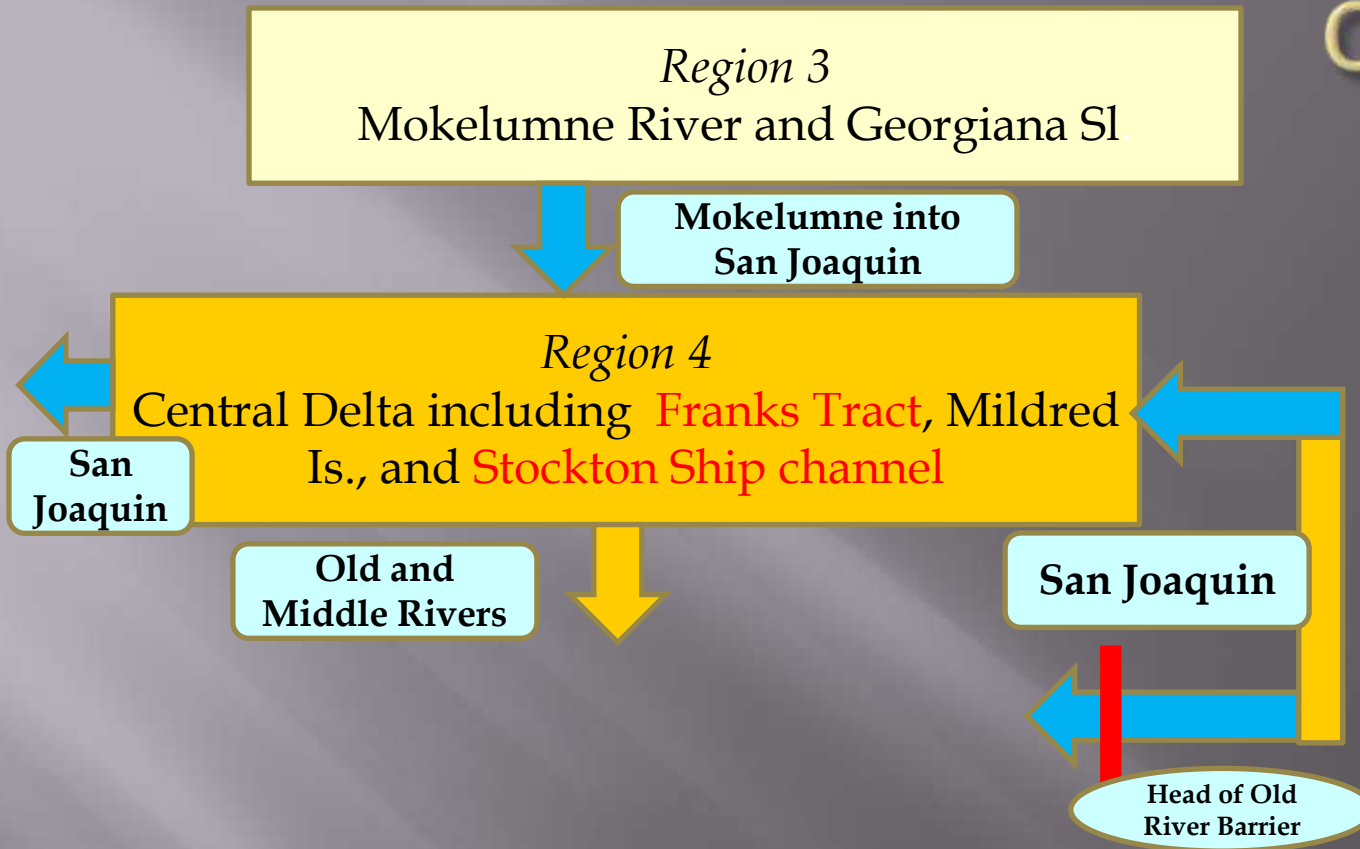 Region 3
Mokelumne River and Georgiana Sl.
Mokelumne into
San Joaquin
Region 4
Central Delta including Franks Tract, Mildred
Is., and Stockton Ship channel
San
Joaquin
Old and
Middle Rivers
San Joaquin
Head of Old
River Barrier